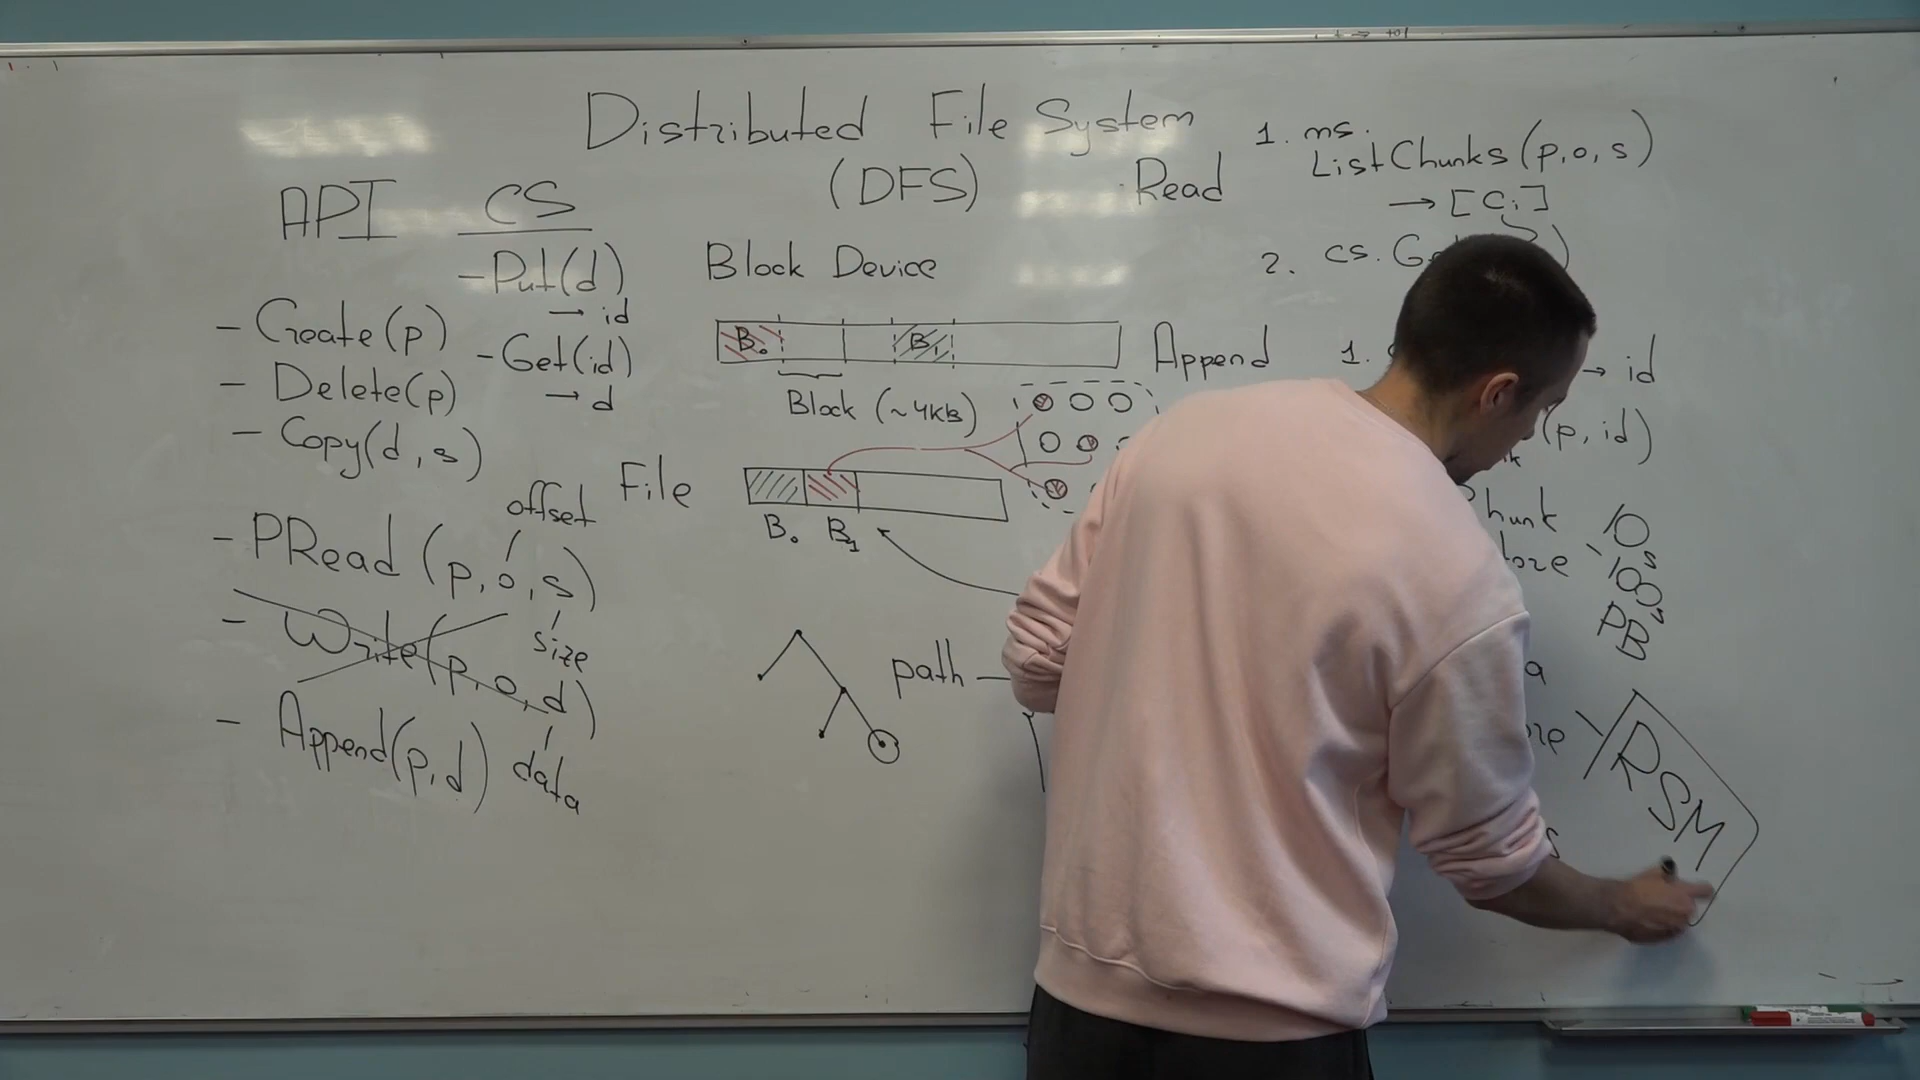 Distributed File System
(DFS)
API
- Create(p)
- Delete(p)
- Copy(d, s)
offset
- PRead (p, o, s)
size
- Write(p, o, d)
- Append(p, d)
data
CS
- Put(d)
→ id
- Get(id)
→ d
Block Device
B₀
B₁
Block (~4kb)
File
B₀ B₁
path
Read
1. ms.
ListChunks(p, o, s)
→ [cᵢ]
2. cs.
Append
1.
→ id
(p, id)
10s
100s
PB
RSM